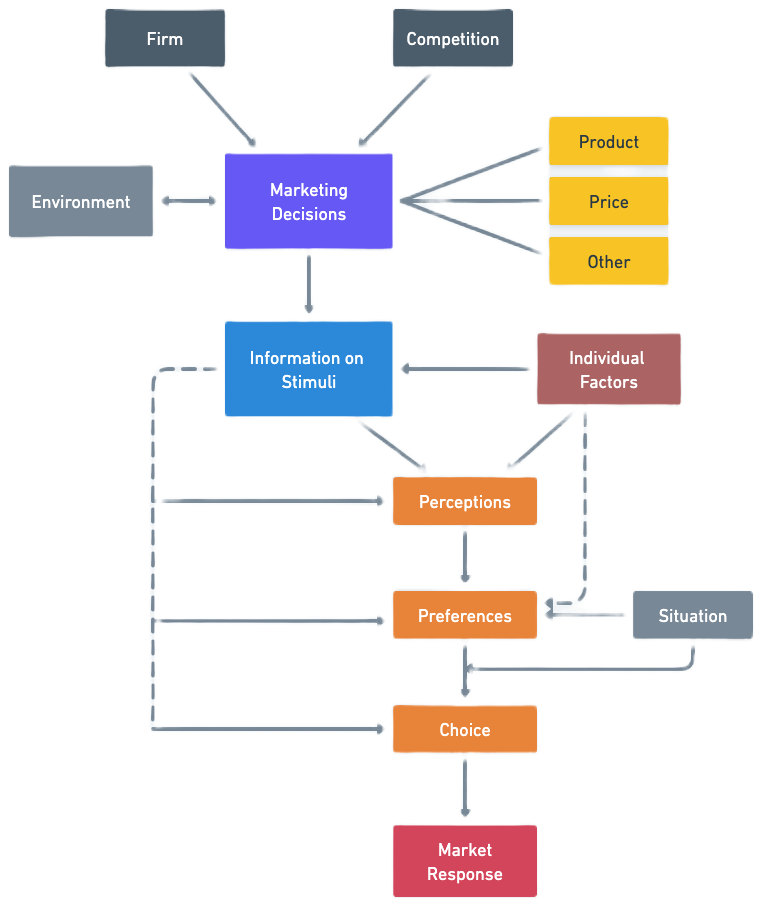 Firm
Competition
Product
Environment
Marketing
Decisions
Price
Other
Information on
Stimuli
Individual
Factors
Perceptions
Preferences
Situation
Choice
Market
Response